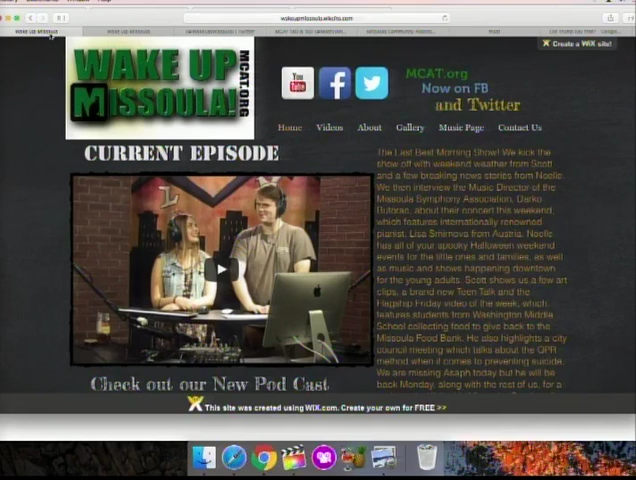 wakeupmissoula.wixsite.com
Create a WiX site!
WAKE UP
MISSOULA!
MCAT.ORG
You
Tube
MCAT.org
Now on FB
and Twitter
Home Videos About Gallery Music Page Contact Us
CURRENT EPISODE
The Last Best Morning Show! We kick the
show off with weekend weather from Scott
and a few breaking news stories from Noelle.
We then interview the Music Director of the
Missoula Symphony Association, Darko
Butorac, about their concert this weekend,
which features internationally renowned
pianist, Lisa Smirnova from Austria. Noelle
has all of your spooky Halloween weekend
events for the little ones and families, as well
as music and shows happening downtown
for the young adults. Scott shows us a few art
clips, a brand new Teen Talk and the
Flagship Friday video of the week, which
features students from Washington Middle
School collecting food to give back to the
Missoula Food Bank. He also highlights a city
council meeting which talks about the QPR
method when it comes to preventing suicide.
We are missing Asaph today but he will be
back Monday, along with the rest of us, for a
Check out our New Pod Cast
This site was created using WiX.com. Create your own for FREE >>